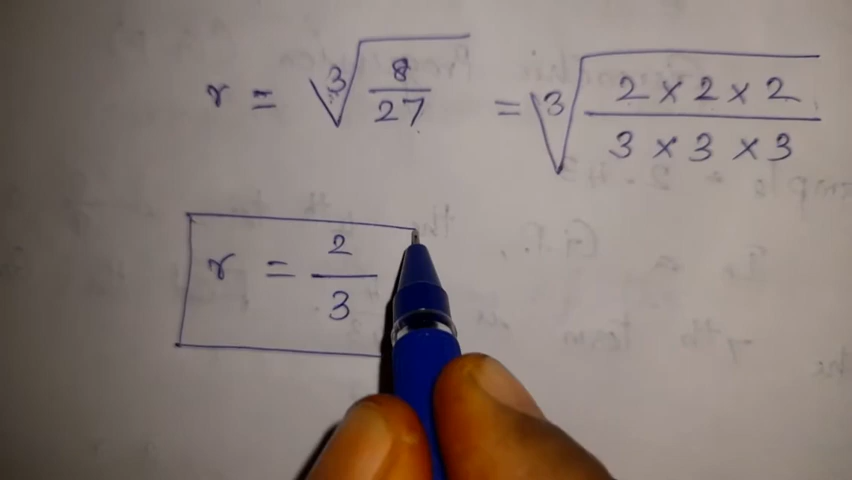 r = ∛(8/27) = ∛((2 × 2 × 2)/(3 × 3 × 3))
r = 2/3